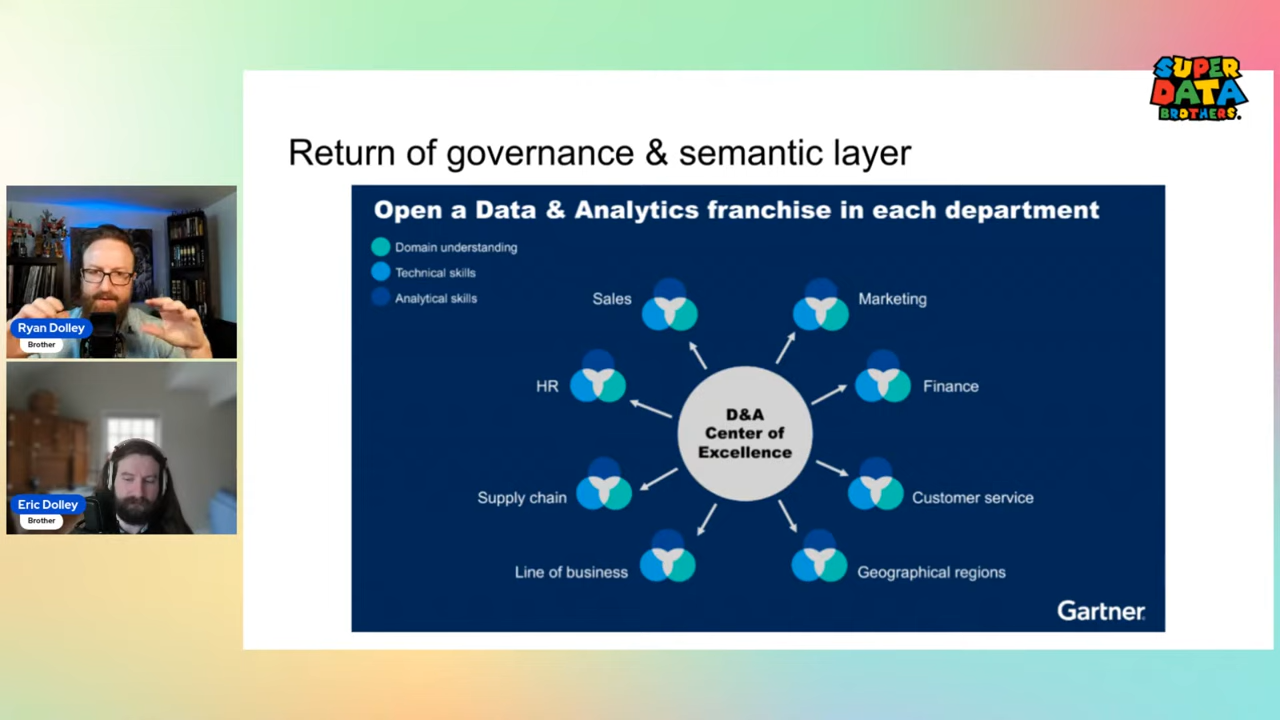 SUPER
DATA
BROTHERS.
Return of governance & semantic layer
Open a Data & Analytics franchise in each department
Domain understanding
Technical skills
Analytical skills
Sales
Marketing
HR
Finance
D&A
Center of
Excellence
Supply chain
Customer service
Line of business
Geographical regions
Gartner
Ryan Dolley
Brother
Eric Dolley
Brother